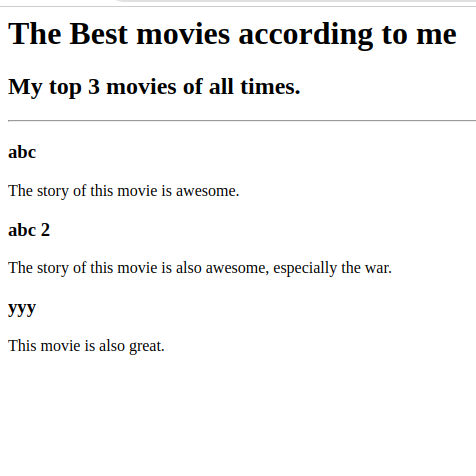 The Best movies according to me
My top 3 movies of all times.
abc
The story of this movie is awesome.
abc 2
The story of this movie is also awesome, especially the war.
yyy
This movie is also great.